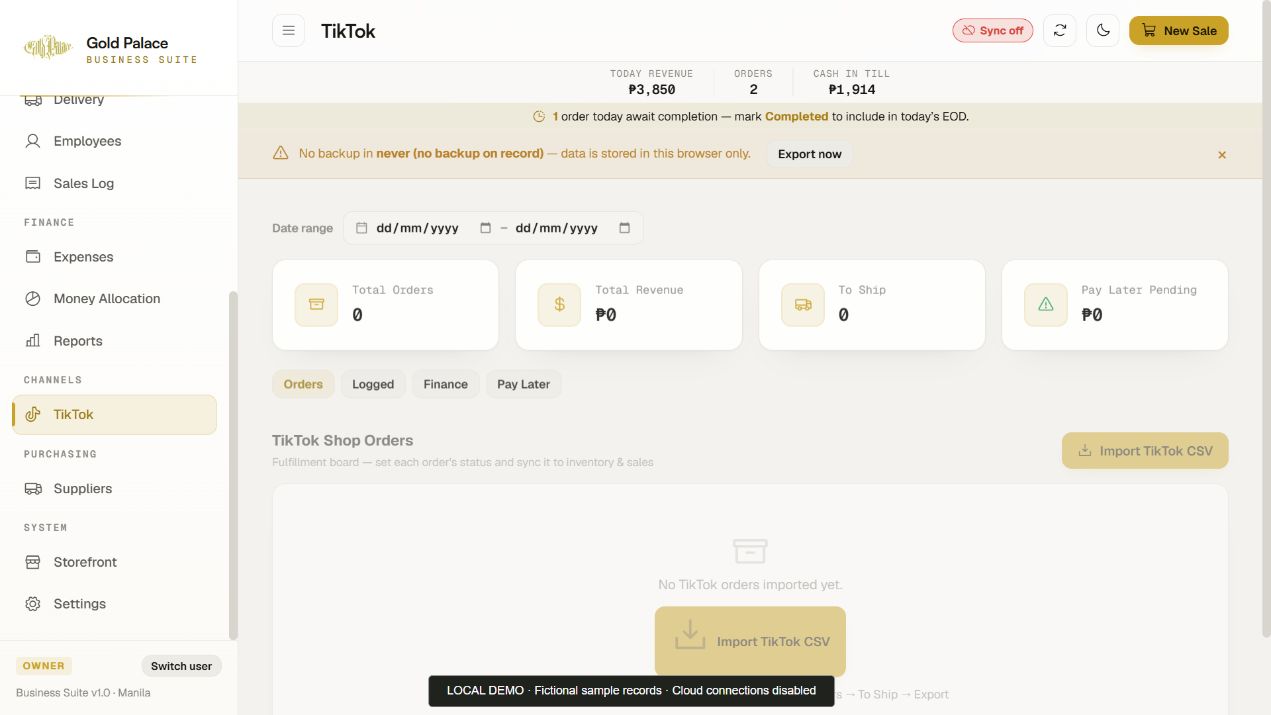 Gold Palace
BUSINESS SUITE
Delivery
Employees
Sales Log
FINANCE
Expenses
Money Allocation
Reports
CHANNELS
TikTok
PURCHASING
Suppliers
SYSTEM
Storefront
Settings
OWNER
Switch user
Business Suite v1.0 · Manila
TikTok
Sync off
New Sale
TODAY REVENUE
₱3,850
ORDERS
2
CASH IN TILL
₱1,914
1 order today await completion — mark Completed to include in today's EOD.
No backup in never (no backup on record) — data is stored in this browser only.
Export now
×
Date range
dd/mm/yyyy – dd/mm/yyyy
Total Orders
0
Total Revenue
₱0
To Ship
0
Pay Later Pending
₱0
Orders
Logged
Finance
Pay Later
TikTok Shop Orders
Fulfillment board — set each order's status and sync it to inventory & sales
Import TikTok CSV
No TikTok orders imported yet.
Import TikTok CSV
→ To Ship → Export
LOCAL DEMO · Fictional sample records · Cloud connections disabled